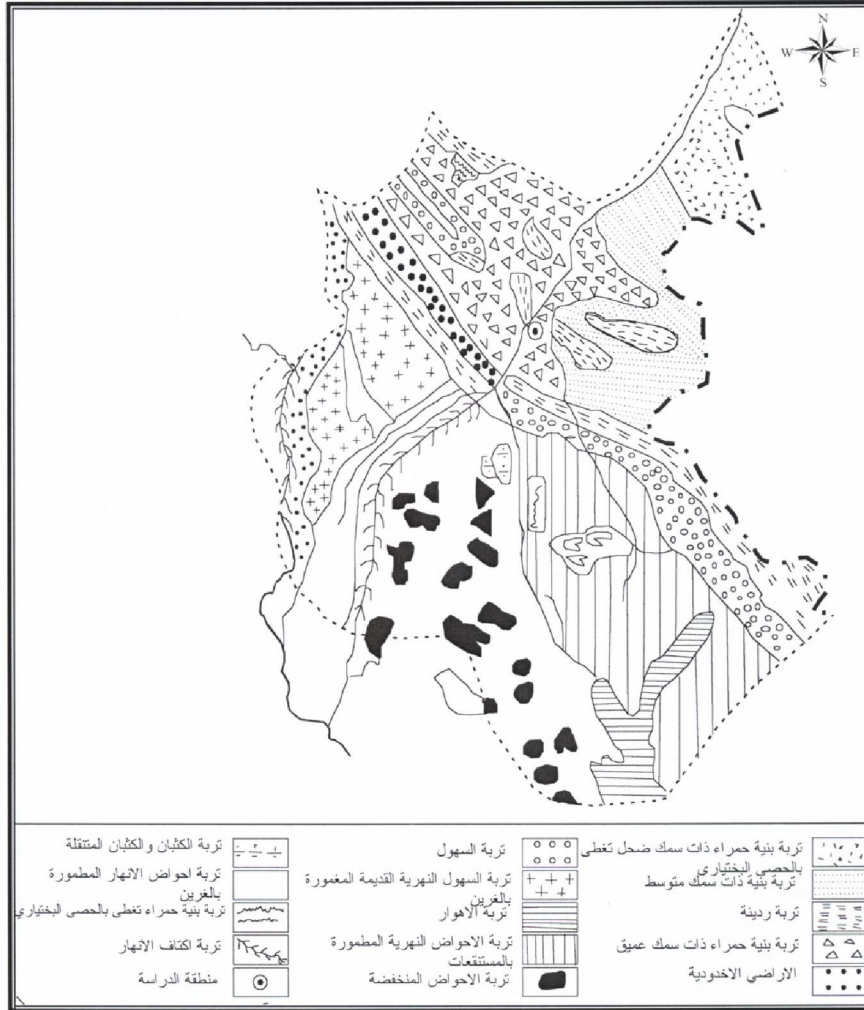 N
W E
S
تربة بنية حمراء ذات سمك ضحل تغطى
بالحصى البختياري
تربة بنية ذات سمك متوسط
تربة ردينة
تربة بنية حمراء ذات سمك عميق
الاراضي الاخدودية
تربة السهول
تربة السهول النهرية القديمة المغمورة
بالغرين
تربة الاهوار
تربة الاحواض النهرية المطمورة
بالمستنقعات
تربة الاحواض المنخفضة
تربة الكثبان والكثبان المتنقلة
تربة احواض الانهار المطمورة
بالغرين
تربة بنية حمراء تغطى بالحصى البختياري
تربة اكتاف الانهار
منطقة الدراسة